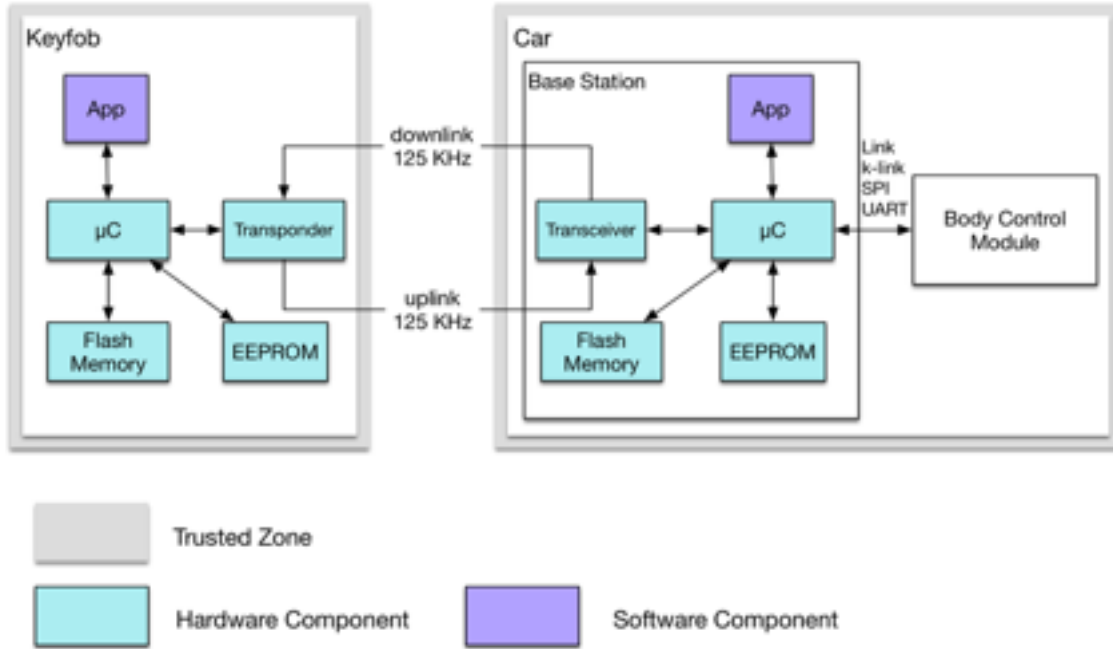 Keyfob
App
µC
Transponder
Flash
Memory
EEPROM
downlink
125 KHz
uplink
125 KHz
Car
Base Station
App
Transceiver
µC
Flash
Memory
EEPROM
Link
k-link
SPI
UART
Body Control
Module
Trusted Zone
Hardware Component
Software Component